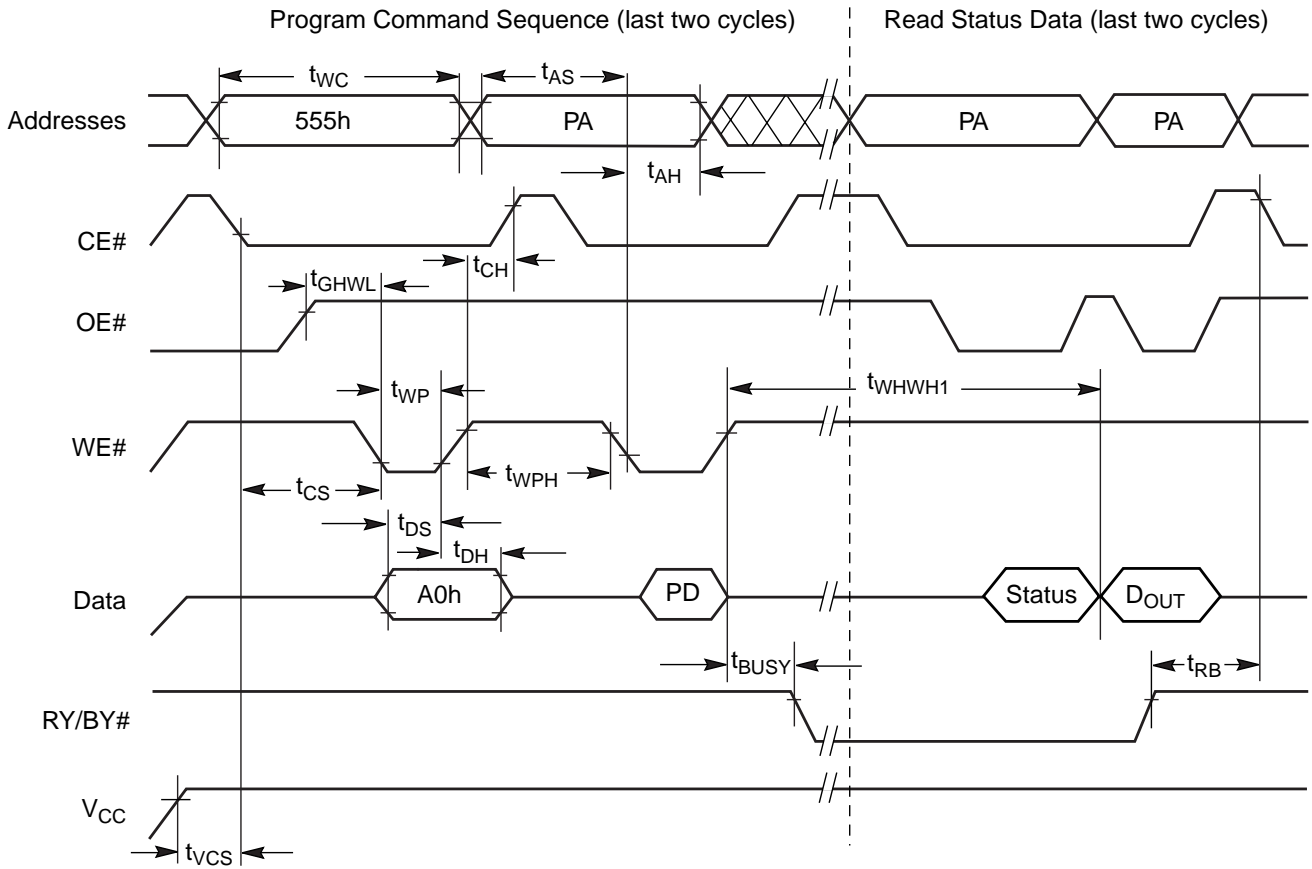 Program Command Sequence (last two cycles) Read Status Data (last two cycles)
tWC tAS
Addresses 555h PA PA PA
tAH
CE#
tCH
tGHWL
OE#
tWP tWHWH1
WE#
tWPH
tCS
tDS
tDH
Data A0h PD Status DOUT
tBUSY tRB
RY/BY#
VCC
tVCS